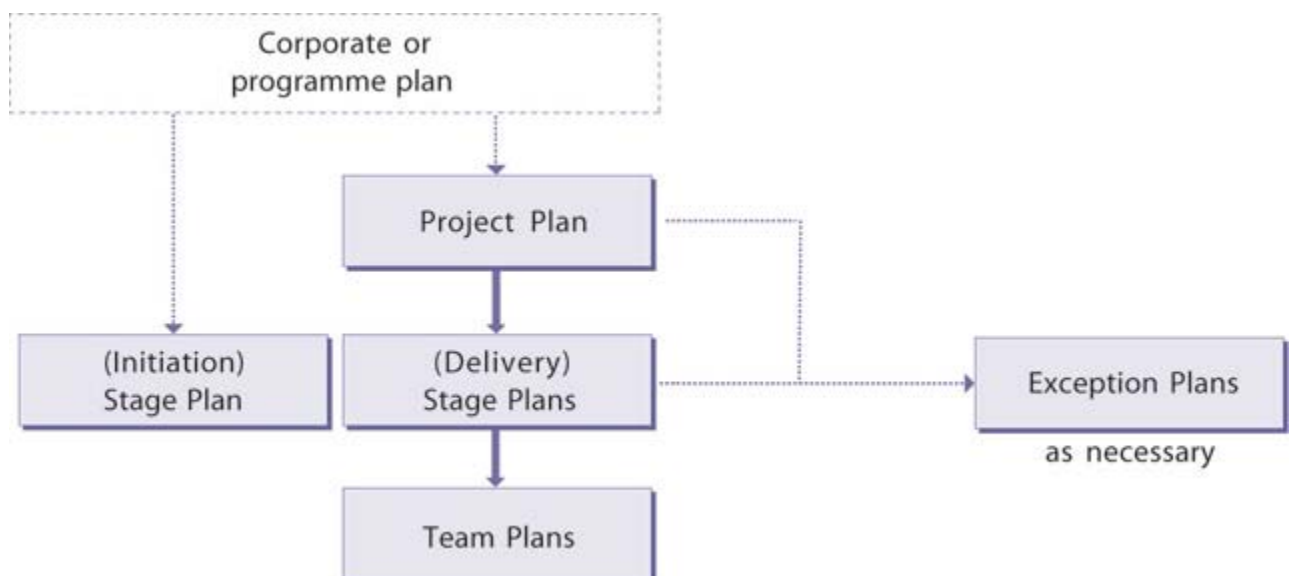 Corporate or
programme plan
Project Plan
(Initiation)
Stage Plan
(Delivery)
Stage Plans
Exception Plans
as necessary
Team Plans